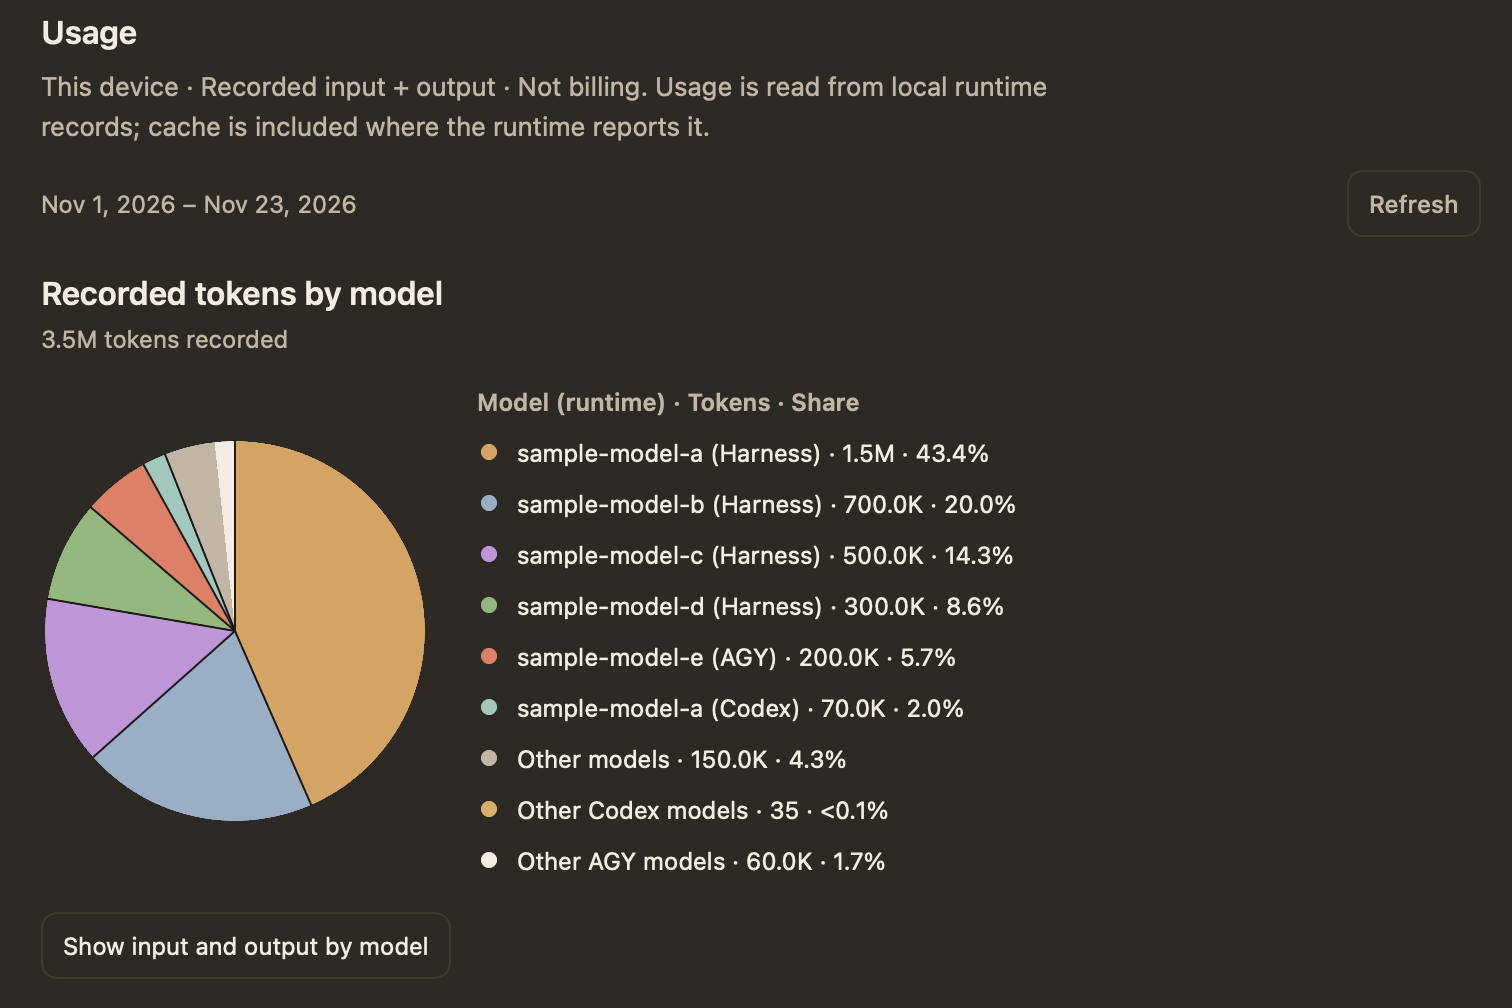 Usage
This device · Recorded input + output · Not billing. Usage is read from local runtime
records; cache is included where the runtime reports it.
Nov 1, 2026 – Nov 23, 2026
Refresh
Recorded tokens by model
3.5M tokens recorded
Model (runtime) · Tokens · Share
sample-model-a (Harness) · 1.5M · 43.4%
sample-model-b (Harness) · 700.0K · 20.0%
sample-model-c (Harness) · 500.0K · 14.3%
sample-model-d (Harness) · 300.0K · 8.6%
sample-model-e (AGY) · 200.0K · 5.7%
sample-model-a (Codex) · 70.0K · 2.0%
Other models · 150.0K · 4.3%
Other Codex models · 35 · <0.1%
Other AGY models · 60.0K · 1.7%
Show input and output by model